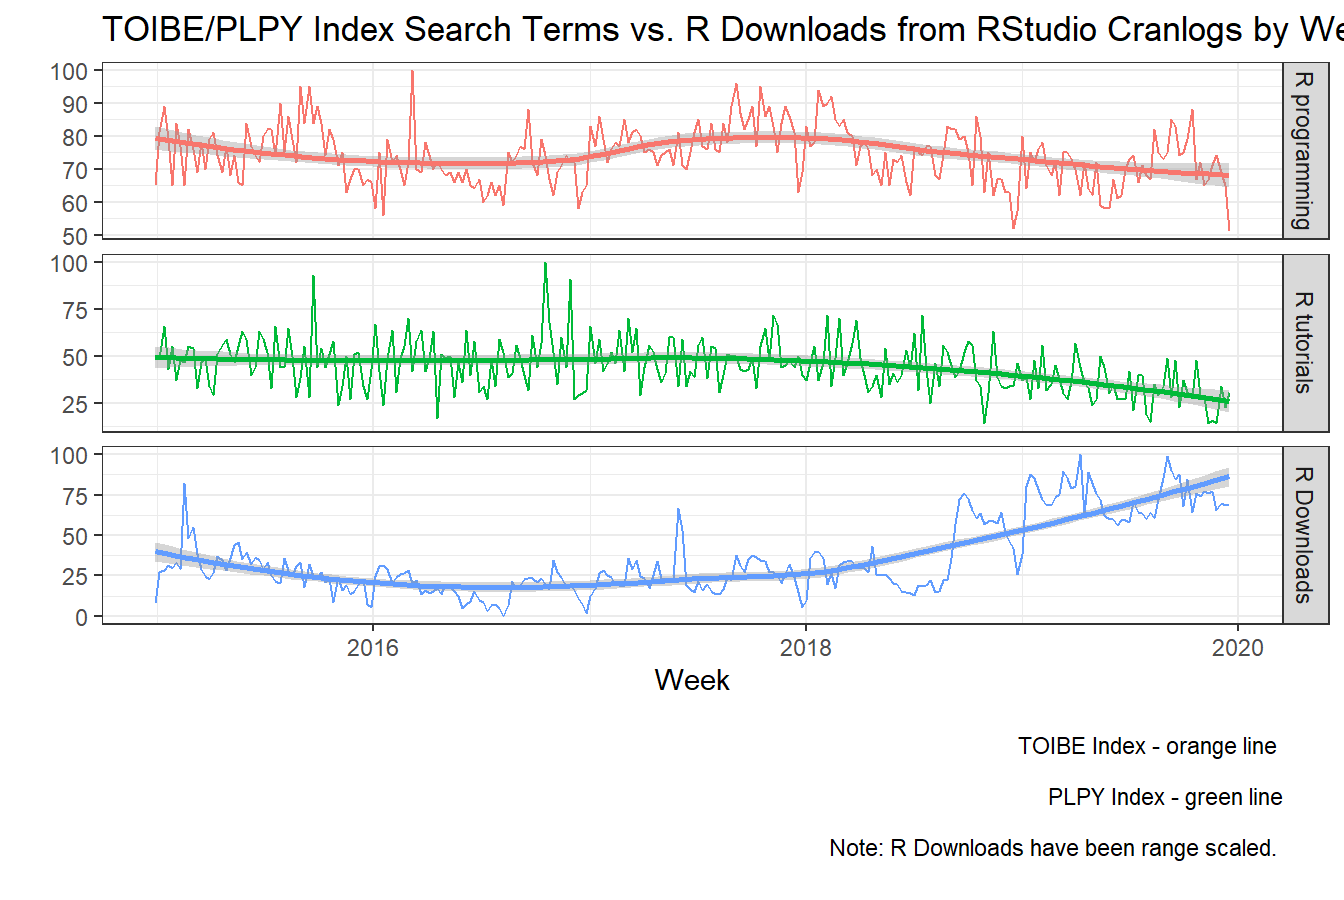 TOIBE/PLPY Index Search Terms vs. R Downloads from RStudio Cranlogs by We
100
90
80
70
60
50
R programming
100
75
50
25
R tutorials
100
75
50
25
0
R Downloads
2016
2018
2020
Week
TOIBE Index - orange line
PLPY Index - green line
Note: R Downloads have been range scaled.